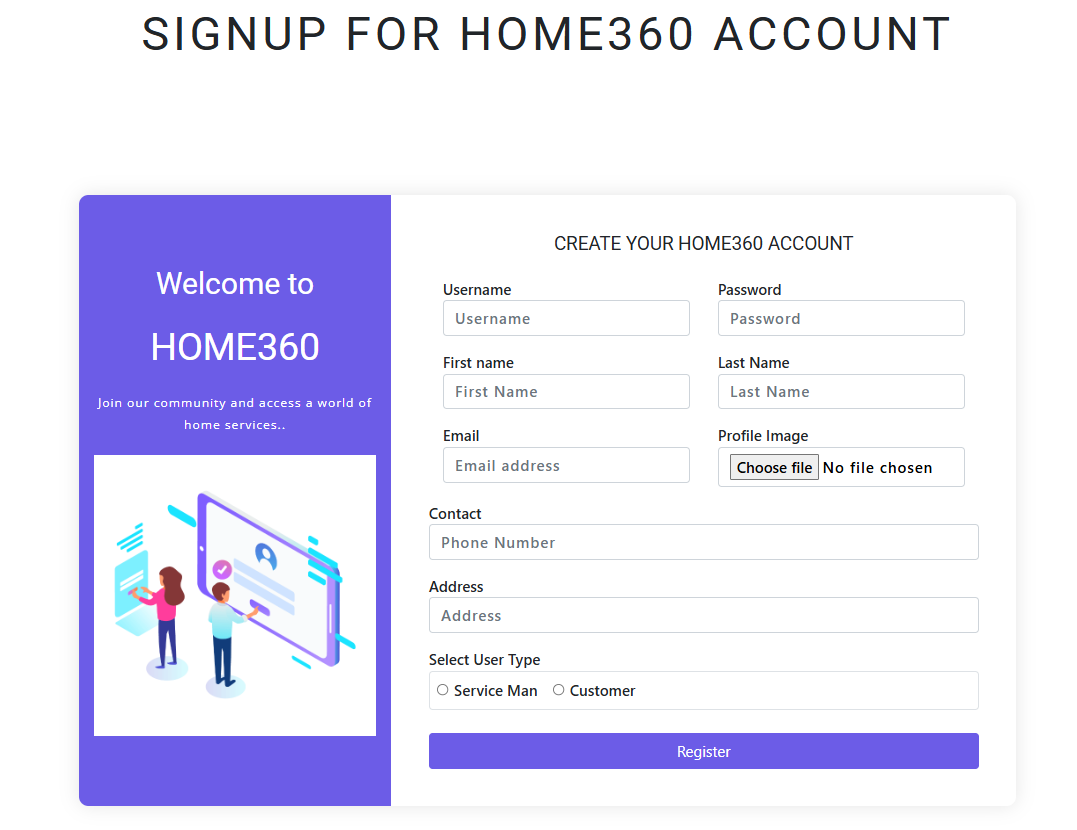 SIGNUP FOR HOME360 ACCOUNT
Welcome to
HOME360
Join our community and access a world of
home services..
CREATE YOUR HOME360 ACCOUNT
Username Password
Username Password
First name Last Name
First Name Last Name
Email Profile Image
Email address Choose file No file chosen
Contact
Phone Number
Address
Address
Select User Type
Service Man Customer
Register